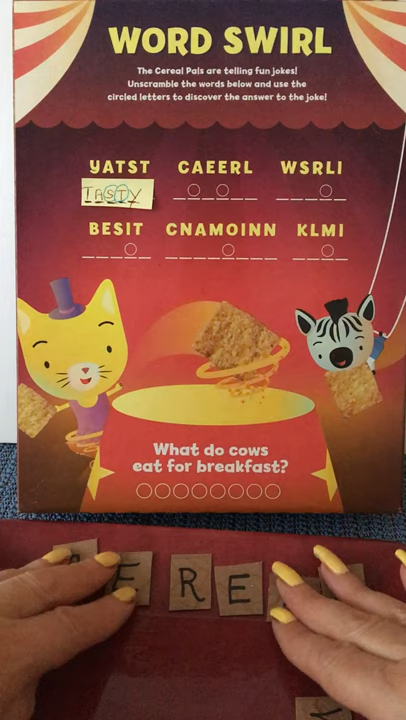 WORD SWIRL
The Cereal Pals are telling fun jokes!
Unscramble the words below and use the
circled letters to discover the answer to the joke!
YATST CAEERL WSRLI
TASTY
BESIT CNAMOINN KLMI
What do cows
eat for breakfast?
E R E